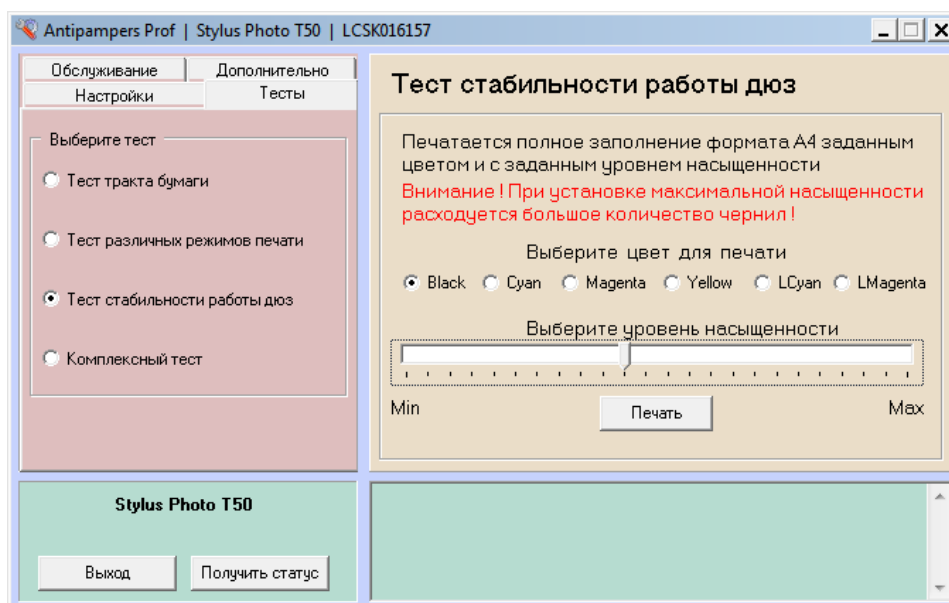 Antipampers Prof | Stylus Photo T50 | LCSK016157
Обслуживание
Дополнительно
Настройки
Тесты
Выберите тест
Тест тракта бумаги
Тест различных режимов печати
Тест стабильности работы дюз
Комплексный тест
Тест стабильности работы дюз
Печатается полное заполнение формата А4 заданным
цветом и с заданным уровнем насыщенности
Внимание ! При установке максимальной насыщенности
расходуется большое количество чернил !
Выберите цвет для печати
Black Cyan Magenta Yellow LCyan LMagenta
Выберите уровень насыщенности
Min
Печать
Max
Stylus Photo T50
Выход
Получить статус